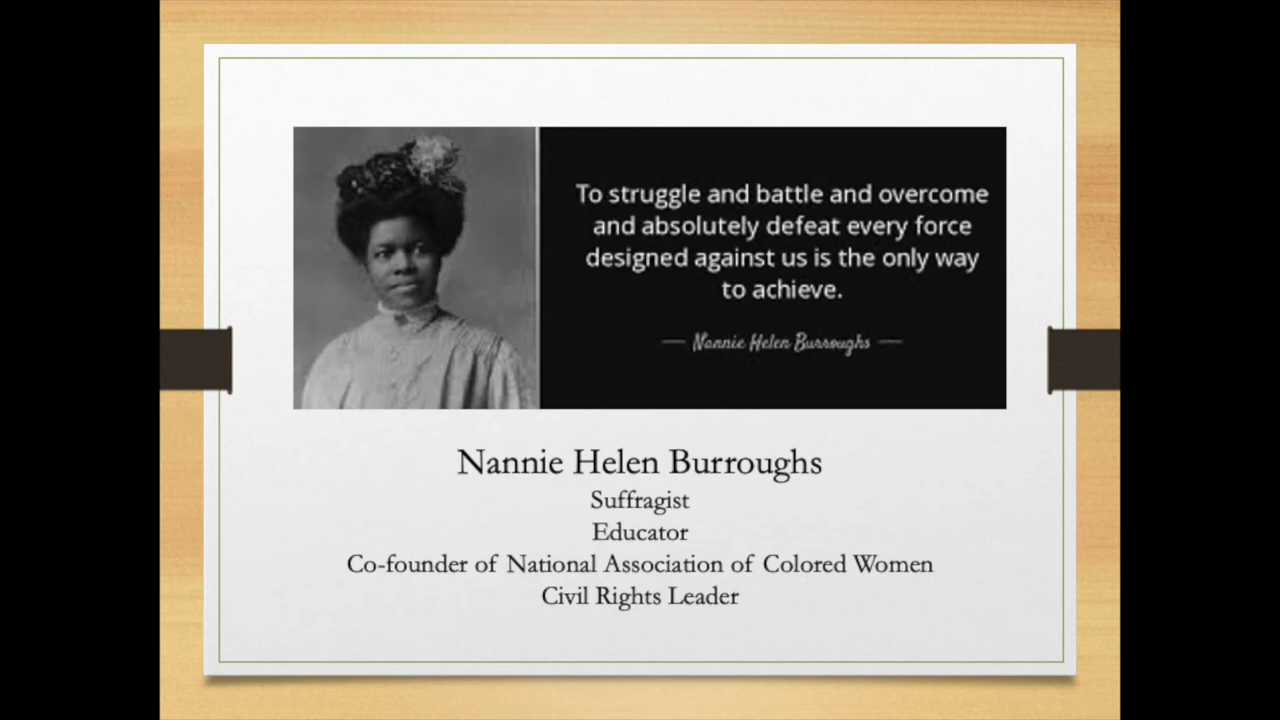 To struggle and battle and overcome
and absolutely defeat every force
designed against us is the only way
to achieve.
— Nannie Helen Burroughs —
Nannie Helen Burroughs
Suffragist
Educator
Co-founder of National Association of Colored Women
Civil Rights Leader